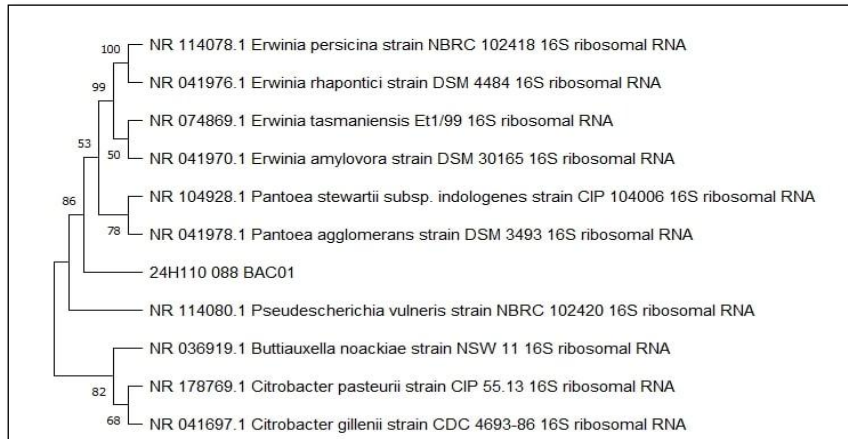 100
NR 114078.1 Erwinia persicina strain NBRC 102418 16S ribosomal RNA
99
NR 041976.1 Erwinia rhapontici strain DSM 4484 16S ribosomal RNA
NR 074869.1 Erwinia tasmaniensis Et1/99 16S ribosomal RNA
53
50
NR 041970.1 Erwinia amylovora strain DSM 30165 16S ribosomal RNA
86
NR 104928.1 Pantoea stewartii subsp. indologenes strain CIP 104006 16S ribosomal RNA
78
NR 041978.1 Pantoea agglomerans strain DSM 3493 16S ribosomal RNA
24H110 088 BAC01
NR 114080.1 Pseudescherichia vulneris strain NBRC 102420 16S ribosomal RNA
NR 036919.1 Buttiauxella noackiae strain NSW 11 16S ribosomal RNA
82
NR 178769.1 Citrobacter pasteurii strain CIP 55.13 16S ribosomal RNA
68
NR 041697.1 Citrobacter gillenii strain CDC 4693-86 16S ribosomal RNA